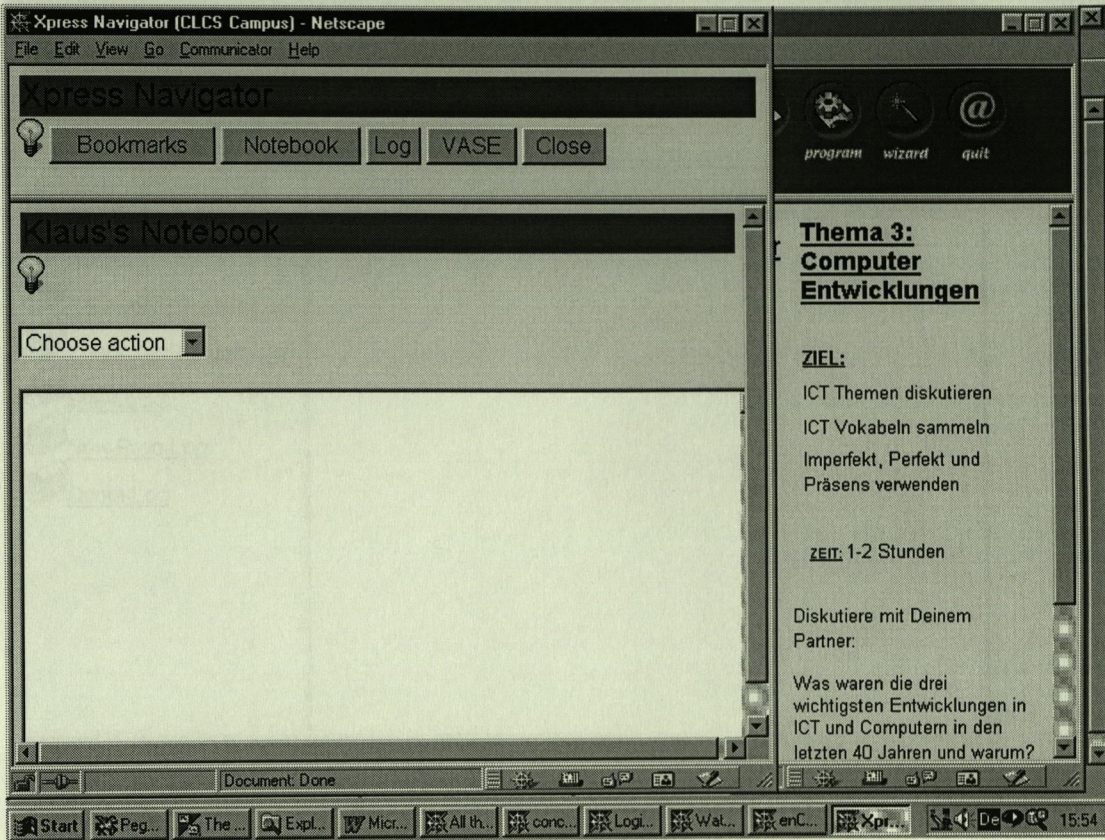 Xpress Navigator (CLCS Campus) - Netscape
File Edit View Go Communicator Help
Xpress Navigator
Bookmarks Notebook Log VASE Close
program wizard quit
Klaus's Notebook
Choose action
Thema 3:
Computer
Entwicklungen
ZIEL:
ICT Themen diskutieren
ICT Vokabeln sammeln
Imperfekt, Perfekt und
Präsens verwenden
ZEIT: 1-2 Stunden
Diskutiere mit Deinem
Partner:
Was waren die drei
wichtigsten Entwicklungen in
ICT und Computern in den
letzten 40 Jahren und warum?
Document: Done
Start Peg... The ... Expl... Micr... All th... conc... Logi... Wal... enC... Xpr... De 15:54